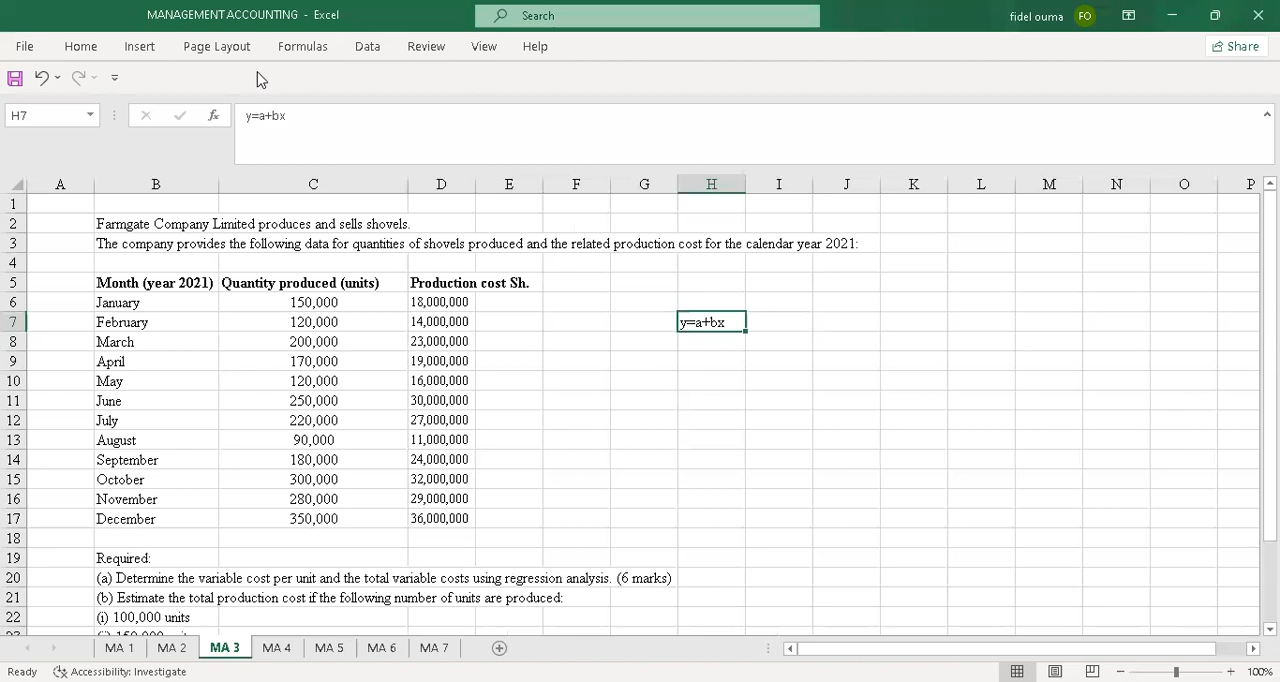 MANAGEMENT ACCOUNTING - Excel
Search
fidel ouma FO
File Home Insert Page Layout Formulas Data Review View Help
Share
H7 fx y=a+bx
A B C D E F G H I J K L M N O P
1
2 Farmgate Company Limited produces and sells shovels.
3 The company provides the following data for quantities of shovels produced and the related production cost for the calendar year 2021:
4
5 Month (year 2021) Quantity produced (units) Production cost Sh.
6 January 150,000 18,000,000
7 February 120,000 14,000,000 y=a+bx
8 March 200,000 23,000,000
9 April 170,000 19,000,000
10 May 120,000 16,000,000
11 June 250,000 30,000,000
12 July 220,000 27,000,000
13 August 90,000 11,000,000
14 September 180,000 24,000,000
15 October 300,000 32,000,000
16 November 280,000 29,000,000
17 December 350,000 36,000,000
18
19 Required:
20 (a) Determine the variable cost per unit and the total variable costs using regression analysis. (6 marks)
21 (b) Estimate the total production cost if the following number of units are produced:
22 (i) 100,000 units
MA 1 MA 2 MA 3 MA 4 MA 5 MA 6 MA 7
Ready Accessibility: Investigate 100%